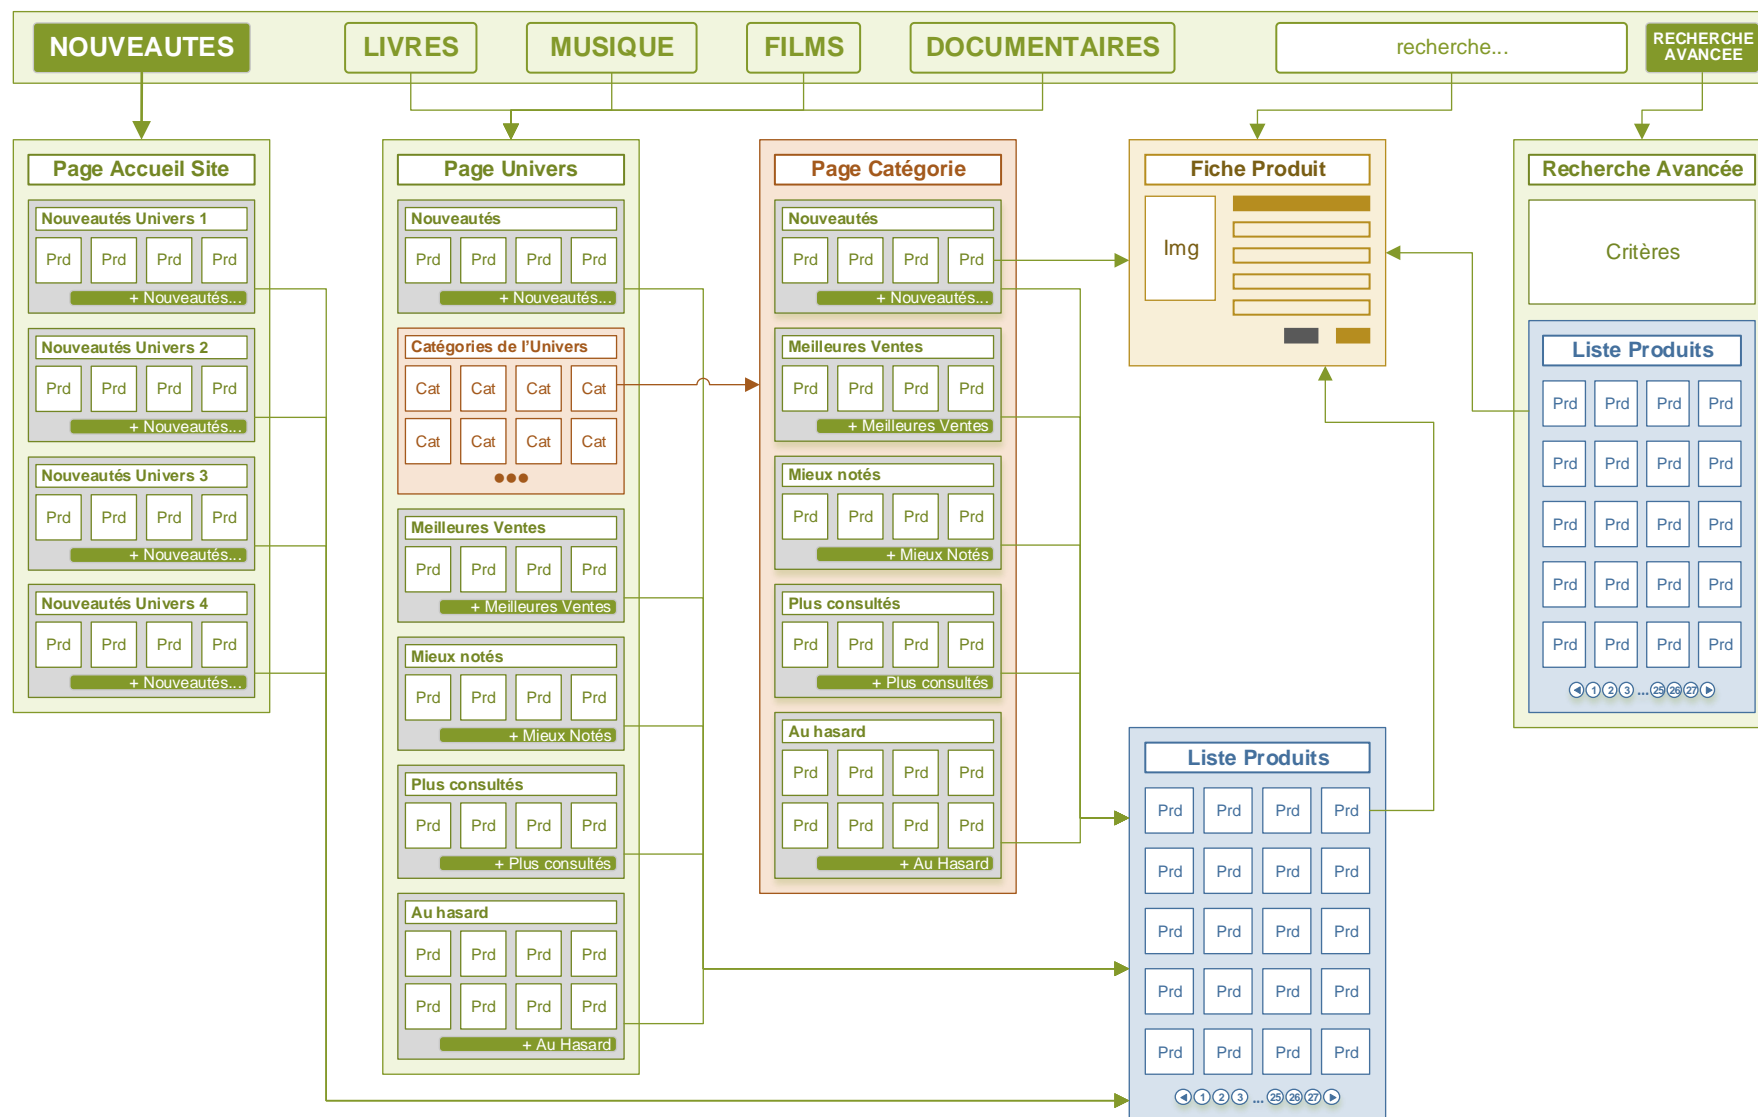 NOUVEAUTES
LIVRES
MUSIQUE
FILMS
DOCUMENTAIRES
recherche...
RECHERCHE
AVANCEE
Page Accueil Site
Nouveautés Univers 1
Prd Prd Prd Prd
+ Nouveautés...
Nouveautés Univers 2
Prd Prd Prd Prd
+ Nouveautés...
Nouveautés Univers 3
Prd Prd Prd Prd
+ Nouveautés...
Nouveautés Univers 4
Prd Prd Prd Prd
+ Nouveautés...
Page Univers
Nouveautés
Prd Prd Prd Prd
+ Nouveautés...
Catégories de l’Univers
Cat Cat Cat Cat
Cat Cat Cat Cat
Meilleures Ventes
Prd Prd Prd Prd
+ Meilleures Ventes
Mieux notés
Prd Prd Prd Prd
+ Mieux Notés
Plus consultés
Prd Prd Prd Prd
+ Plus consultés
Au hasard
Prd Prd Prd Prd
Prd Prd Prd Prd
+ Au Hasard
Page Catégorie
Nouveautés
Prd Prd Prd Prd
+ Nouveautés...
Meilleures Ventes
Prd Prd Prd Prd
+ Meilleures Ventes
Mieux notés
Prd Prd Prd Prd
+ Mieux Notés
Plus consultés
Prd Prd Prd Prd
+ Plus consultés
Au hasard
Prd Prd Prd Prd
Prd Prd Prd Prd
+ Au Hasard
Fiche Produit
Img
Liste Produits
Prd Prd Prd Prd
Prd Prd Prd Prd
Prd Prd Prd Prd
Prd Prd Prd Prd
Prd Prd Prd Prd
1 2 3 ... 25 26 27
Recherche Avancée
Critères
Liste Produits
Prd Prd Prd Prd
Prd Prd Prd Prd
Prd Prd Prd Prd
Prd Prd Prd Prd
Prd Prd Prd Prd
1 2 3 ... 25 26 27